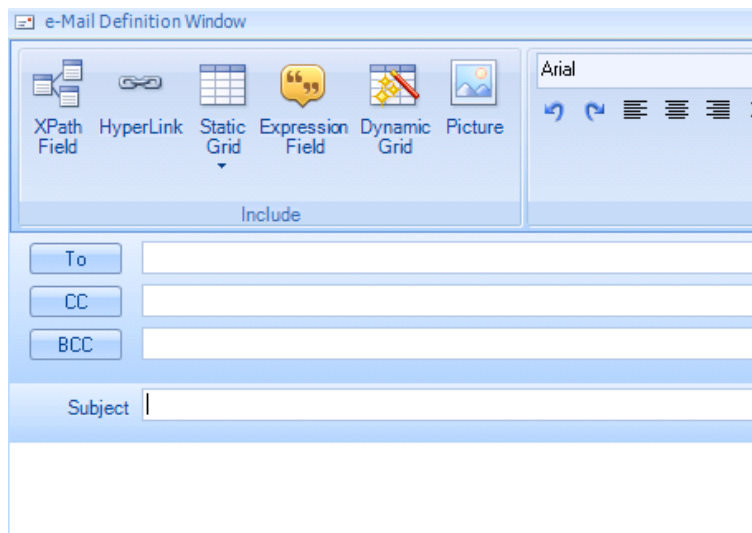 e-Mail Definition Window
XPath Field
HyperLink
Static Grid
Expression Field
Dynamic Grid
Picture
Include
Arial
To
CC
BCC
Subject